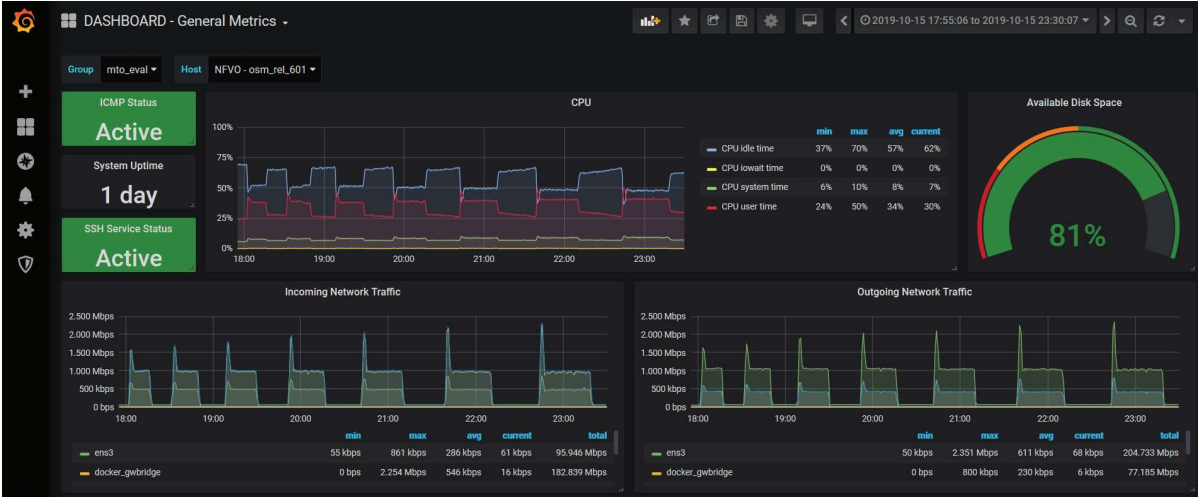 DASHBOARD - General Metrics
2019-10-15 17:55:06 to 2019-10-15 23:30:07
Group mto_eval Host NFVO - osm_rel_601
ICMP Status
Active
System Uptime
1 day
SSH Service Status
Active
CPU
100%
75%
50%
25%
0%
18:00 19:00 20:00 21:00 22:00 23:00
min max avg current
CPU idle time 37% 70% 57% 62%
CPU iowait time 0% 0% 0% 0%
CPU system time 6% 10% 8% 7%
CPU user time 24% 50% 34% 30%
Available Disk Space
81%
Incoming Network Traffic
2.500 Mbps
2.000 Mbps
1.500 Mbps
1.000 Mbps
500 kbps
0 bps
18:00 19:00 20:00 21:00 22:00 23:00
min max avg current total
ens3 55 kbps 861 kbps 286 kbps 61 kbps 95.946 Mbps
docker_gwbridge 0 bps 2.254 Mbps 546 kbps 16 kbps 182.839 Mbps
Outgoing Network Traffic
2.500 Mbps
2.000 Mbps
1.500 Mbps
1.000 Mbps
500 kbps
0 bps
18:00 19:00 20:00 21:00 22:00 23:00
min max avg current total
ens3 50 kbps 2.351 Mbps 611 kbps 68 kbps 204.733 Mbps
docker_gwbridge 0 bps 800 kbps 230 kbps 6 kbps 77.185 Mbps